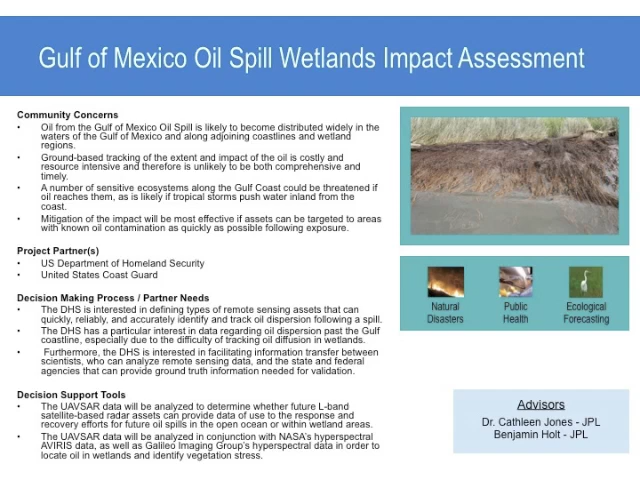 Gulf of Mexico Oil Spill Wetlands Impact Assessment
Community Concerns
• Oil from the Gulf of Mexico Oil Spill is likely to become distributed widely in the
waters of the Gulf of Mexico and along adjoining coastlines and wetland
regions.
• Ground-based tracking of the extent and impact of the oil is costly and
resource intensive and therefore is unlikely to be both comprehensive and
timely.
• A number of sensitive ecosystems along the Gulf Coast could be threatened if
oil reaches them, as is likely if tropical storms push water inland from the
coast.
• Mitigation of the impact will be most effective if assets can be targeted to areas
with known oil contamination as quickly as possible following exposure.
Project Partner(s)
• US Department of Homeland Security
• United States Coast Guard
Decision Making Process / Partner Needs
• The DHS is interested in defining types of remote sensing assets that can
quickly, reliably, and accurately identify and track oil dispersion following a spill.
• The DHS has a particular interest in data regarding oil dispersion past the Gulf
coastline, especially due to the difficulty of tracking oil diffusion in wetlands.
• Furthermore, the DHS is interested in facilitating information transfer between
scientists, who can analyze remote sensing data, and the state and federal
agencies that can provide ground truth information needed for validation.
Decision Support Tools
• The UAVSAR data will be analyzed to determine whether future L-band
satellite-based radar assets can provide data of use to the response and
recovery efforts for future oil spills in the open ocean or within wetland areas.
• The UAVSAR data will be analyzed in conjunction with NASA's hyperspectral
AVIRIS data, as well as Galileo Imaging Group's hyperspectral data in order to
locate oil in wetlands and identify vegetation stress.
Natural
Disasters
Public
Health
Ecological
Forecasting
Advisors
Dr. Cathleen Jones - JPL
Benjamin Holt - JPL